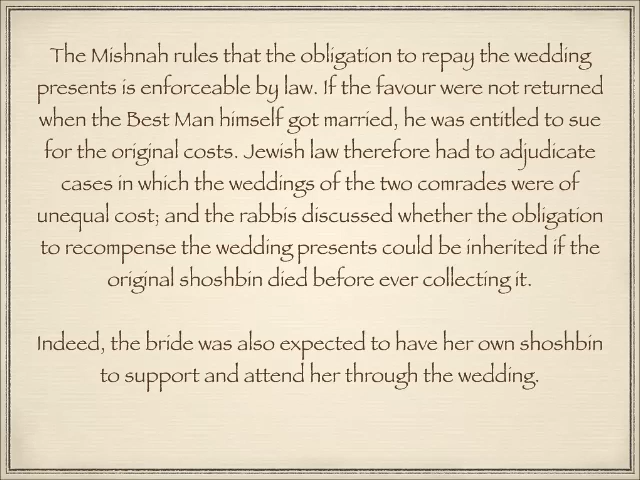 The Mishnah rules that the obligation to repay the wedding
presents is enforceable by law. If the favour were not returned
when the Best Man himself got married, he was entitled to sue
for the original costs. Jewish law therefore had to adjudicate
cases in which the weddings of the two comrades were of
unequal cost; and the rabbis discussed whether the obligation
to recompense the wedding presents could be inherited if the
original shoshbin died before ever collecting it.
Indeed, the bride was also expected to have her own shoshbin
to support and attend her through the wedding.